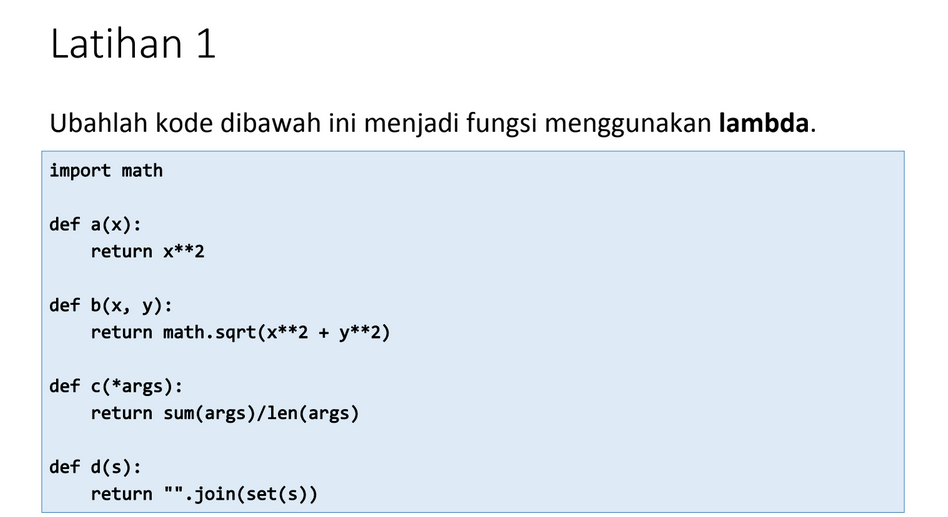 Latihan 1
Ubahlah kode dibawah ini menjadi fungsi menggunakan lambda.
import math
def a(x):
    return x**2
def b(x, y):
    return math.sqrt(x**2 + y**2)
def c(*args):
    return sum(args)/len(args)
def d(s):
    return "".join(set(s))